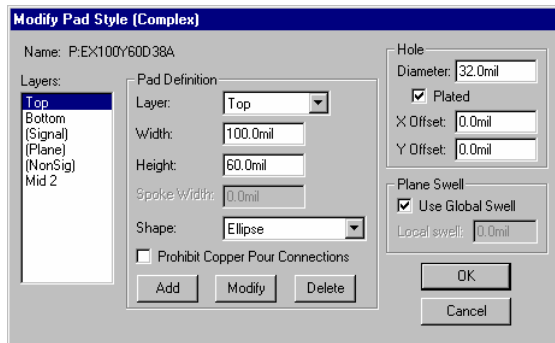 Modify Pad Style (Complex)
Name: P:EX100Y60D38A
Layers:
Top
Bottom
(Signal)
(Plane)
(NonSig)
Mid 2
Pad Definition
Layer: Top
Width: 100.0mil
Height: 60.0mil
Spoke Width: 0.0mil
Shape: Ellipse
Prohibit Copper Pour Connections
Add Modify Delete
Hole
Diameter: 32.0mil
Plated
X Offset: 0.0mil
Y Offset: 0.0mil
Plane Swell
Use Global Swell
Local swell: 0.0mil
OK
Cancel